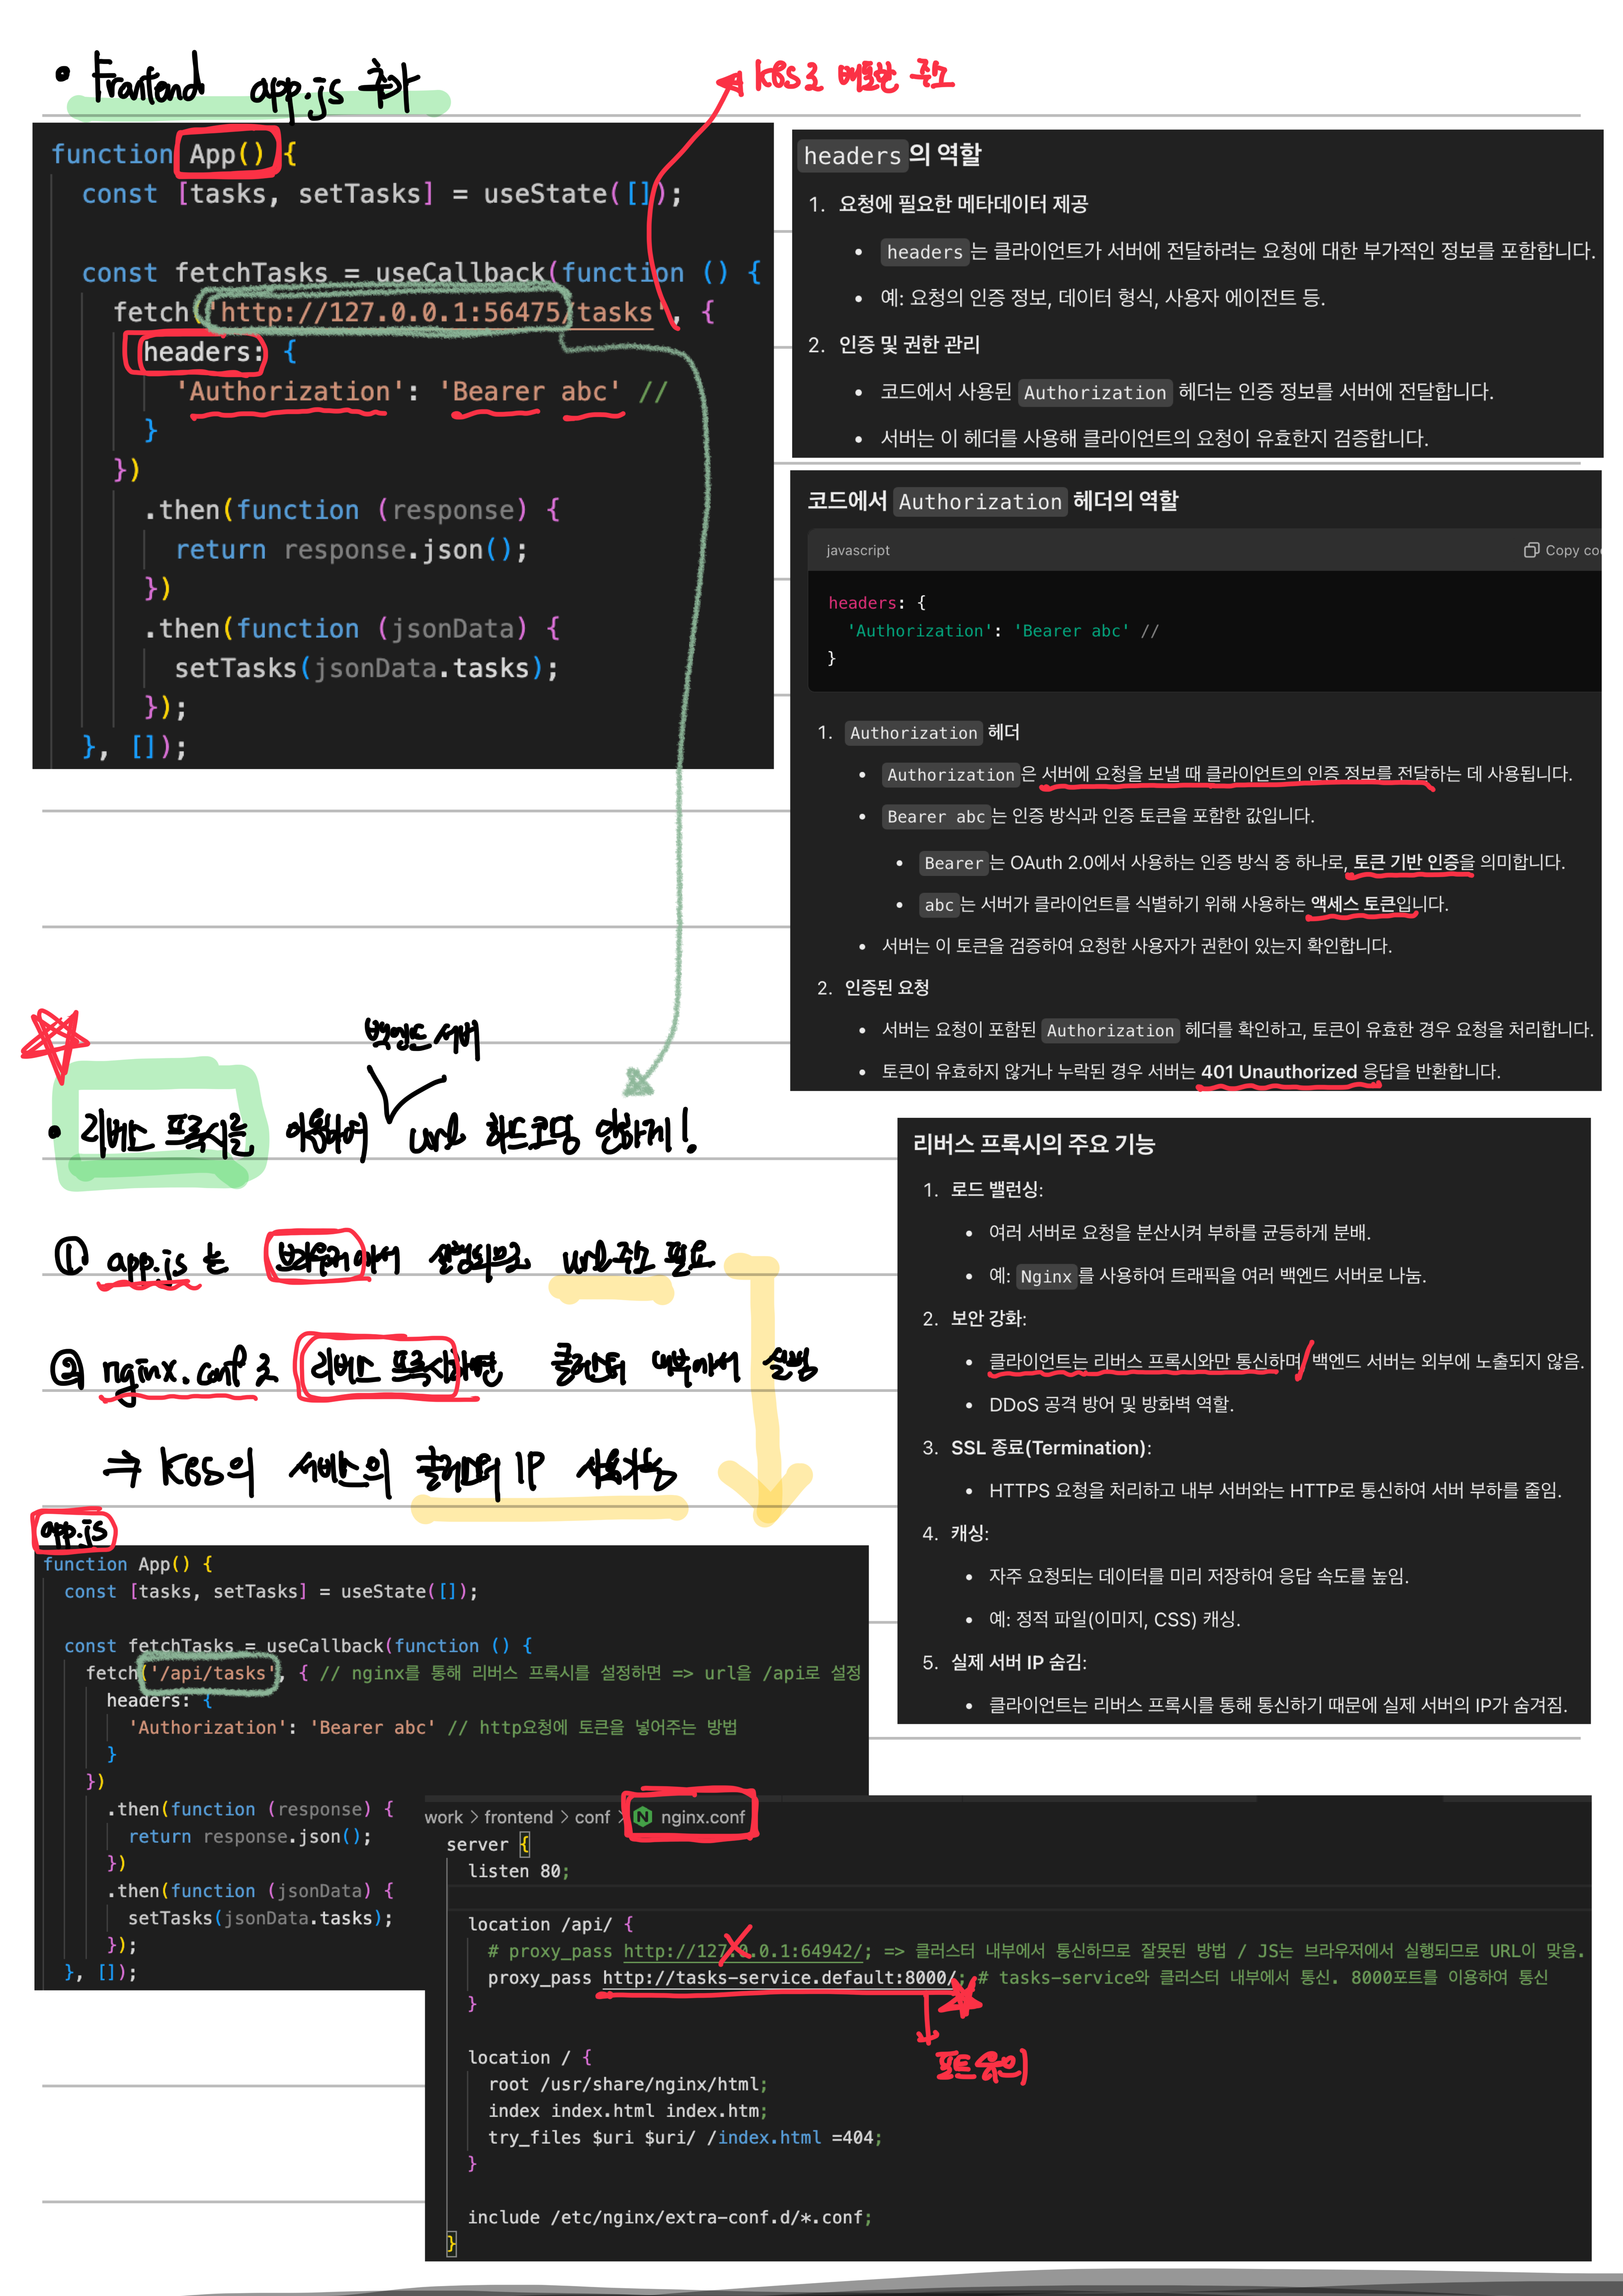 • Frontend app.js 추가
K8s로 배포한 주소
function App() {
const [tasks, setTasks] = useState([]);
const fetchTasks = useCallback(function () {
fetch('http://127.0.0.1:56475/tasks', {
headers: {
'Authorization': 'Bearer abc' //
}
})
.then(function (response) {
return response.json();
})
.then(function (jsonData) {
setTasks(jsonData.tasks);
});
}, []);
headers의 역할
1. 요청에 필요한 메타데이터 제공
• headers는 클라이언트가 서버에 전달하려는 요청에 대한 부가적인 정보를 포함합니다.
• 예: 요청의 인증 정보, 데이터 형식, 사용자 에이전트 등.
2. 인증 및 권한 관리
• 코드에서 사용된 Authorization 헤더는 인증 정보를 서버에 전달합니다.
• 서버는 이 헤더를 사용해 클라이언트의 요청이 유효한지 검증합니다.
코드에서 Authorization 헤더의 역할
javascript
Copy co
headers: {
'Authorization': 'Bearer abc' //
}
1. Authorization 헤더
• Authorization은 서버에 요청을 보낼 때 클라이언트의 인증 정보를 전달하는 데 사용됩니다.
• Bearer abc는 인증 방식과 인증 토큰을 포함한 값입니다.
• Bearer는 OAuth 2.0에서 사용하는 인증 방식 중 하나로, 토큰 기반 인증을 의미합니다.
• abc는 서버가 클라이언트를 식별하기 위해 사용하는 액세스 토큰입니다.
• 서버는 이 토큰을 검증하여 요청한 사용자가 권한이 있는지 확인합니다.
2. 인증된 요청
• 서버는 요청이 포함된 Authorization 헤더를 확인하고, 토큰이 유효한 경우 요청을 처리합니다.
• 토큰이 유효하지 않거나 누락된 경우 서버는 401 Unauthorized 응답을 반환합니다.
백엔드 서버
• 리버스 프록시를 이용하여 url 하드코딩 안하기!
① app.js는 브라우저에서 실행되므로 url주소 필요
② nginx.conf로 리버스 프록시하면 클러스터 내부에서 실행
⇒ K8S의 서비스의 클러스터 IP 사용가능
리버스 프록시의 주요 기능
1. 로드 밸런싱:
• 여러 서버로 요청을 분산시켜 부하를 균등하게 분배.
• 예: Nginx를 사용하여 트래픽을 여러 백엔드 서버로 나눔.
2. 보안 강화:
• 클라이언트는 리버스 프록시와만 통신하며, 백엔드 서버는 외부에 노출되지 않음.
• DDoS 공격 방어 및 방화벽 역할.
3. SSL 종료(Termination):
• HTTPS 요청을 처리하고 내부 서버와는 HTTP로 통신하여 서버 부하를 줄임.
4. 캐싱:
• 자주 요청되는 데이터를 미리 저장하여 응답 속도를 높임.
• 예: 정적 파일(이미지, CSS) 캐싱.
5. 실제 서버 IP 숨김:
• 클라이언트는 리버스 프록시를 통해 통신하기 때문에 실제 서버의 IP가 숨겨짐.
app.js
function App() {
const [tasks, setTasks] = useState([]);
const fetchTasks = useCallback(function () {
fetch('/api/tasks', { // nginx를 통해 리버스 프록시를 설정하면 => url을 /api로 설정
headers: {
'Authorization': 'Bearer abc' // http요청에 토큰을 넣어주는 방법
}
})
.then(function (response) {
return response.json();
})
.then(function (jsonData) {
setTasks(jsonData.tasks);
});
}, []);
work > frontend > conf > nginx.conf
server {
listen 80;
location /api/ {
# proxy_pass http://127.0.0.1:64942/; => 클러스터 내부에서 통신하므로 잘못된 방법 / JS는 브라우저에서 실행되므로 URL이 맞음.
proxy_pass http://tasks-service.default:8000/; # tasks-service와 클러스터 내부에서 통신. 8000포트를 이용하여 통신
}
포트유의
location / {
root /usr/share/nginx/html;
index index.html index.htm;
try_files $uri $uri/ /index.html =404;
}
include /etc/nginx/extra-conf.d/*.conf;
}